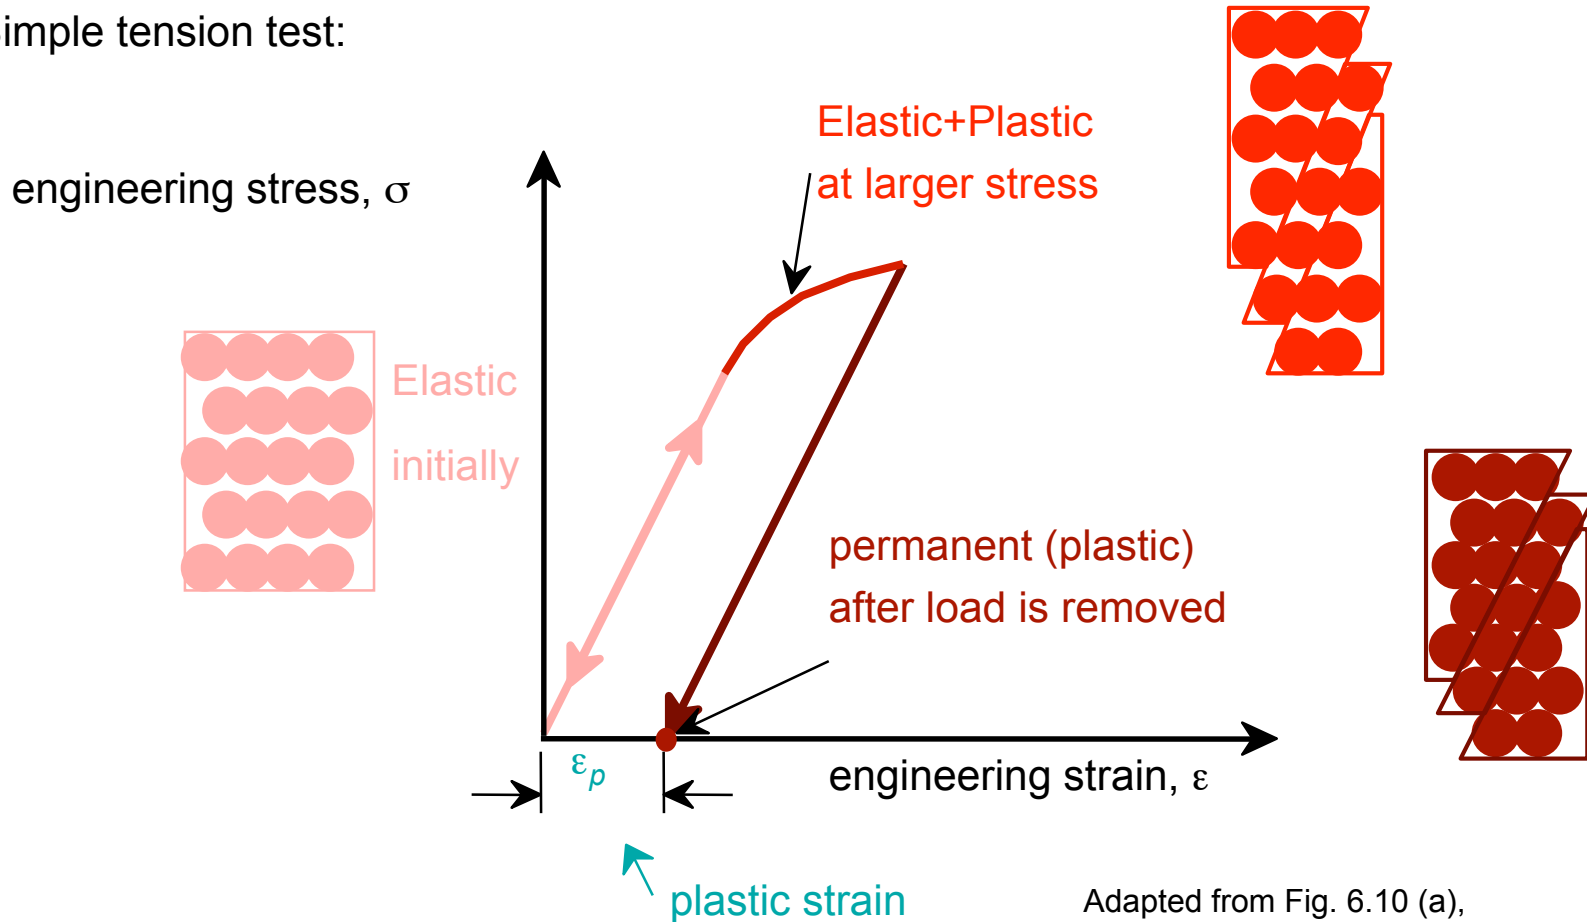 imple tension test:
engineering stress, σ
Elastic+Plastic
at larger stress
Elastic
initially
permanent (plastic)
after load is removed
εp
engineering strain, ε
plastic strain
Adapted from Fig. 6.10 (a),